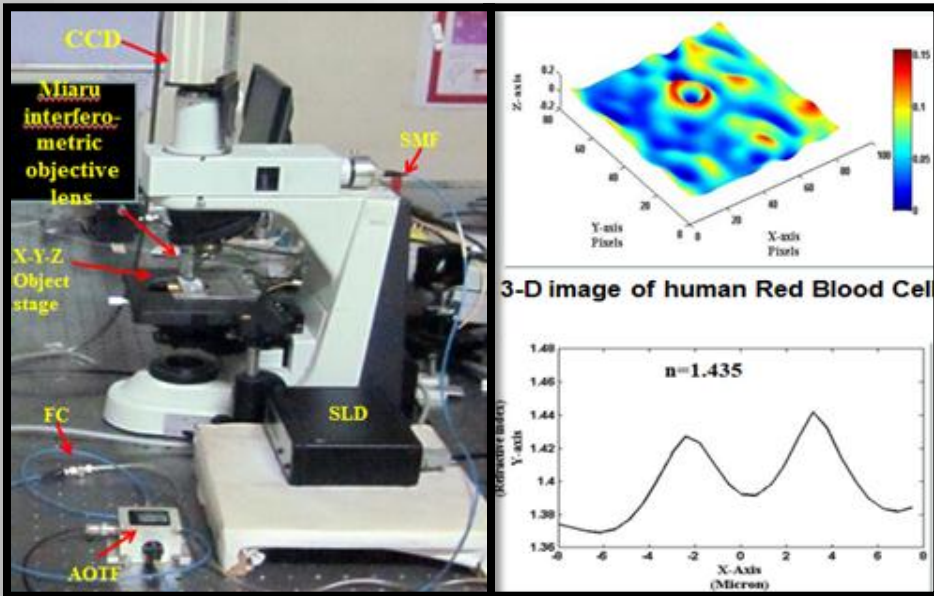 CCD
Miaru
interfero-
metric
objective
lens
SMF
X-Y-Z
Object
stage
FC
SLD
AOTF
Z-axis
0.2
0
-0.2
80
60
40
20
0
Y-axis
Pixels
0
20
40
60
80
100
X-axis
Pixels
0.15
0.1
0.05
0
3-D image of human Red Blood Cell
n=1.435
1.48
1.46
1.44
1.42
1.4
1.38
1.36
(Refractive index)
Y-axis
-8
-6
-4
-2
0
2
4
6
8
X-Axis
(Micron)